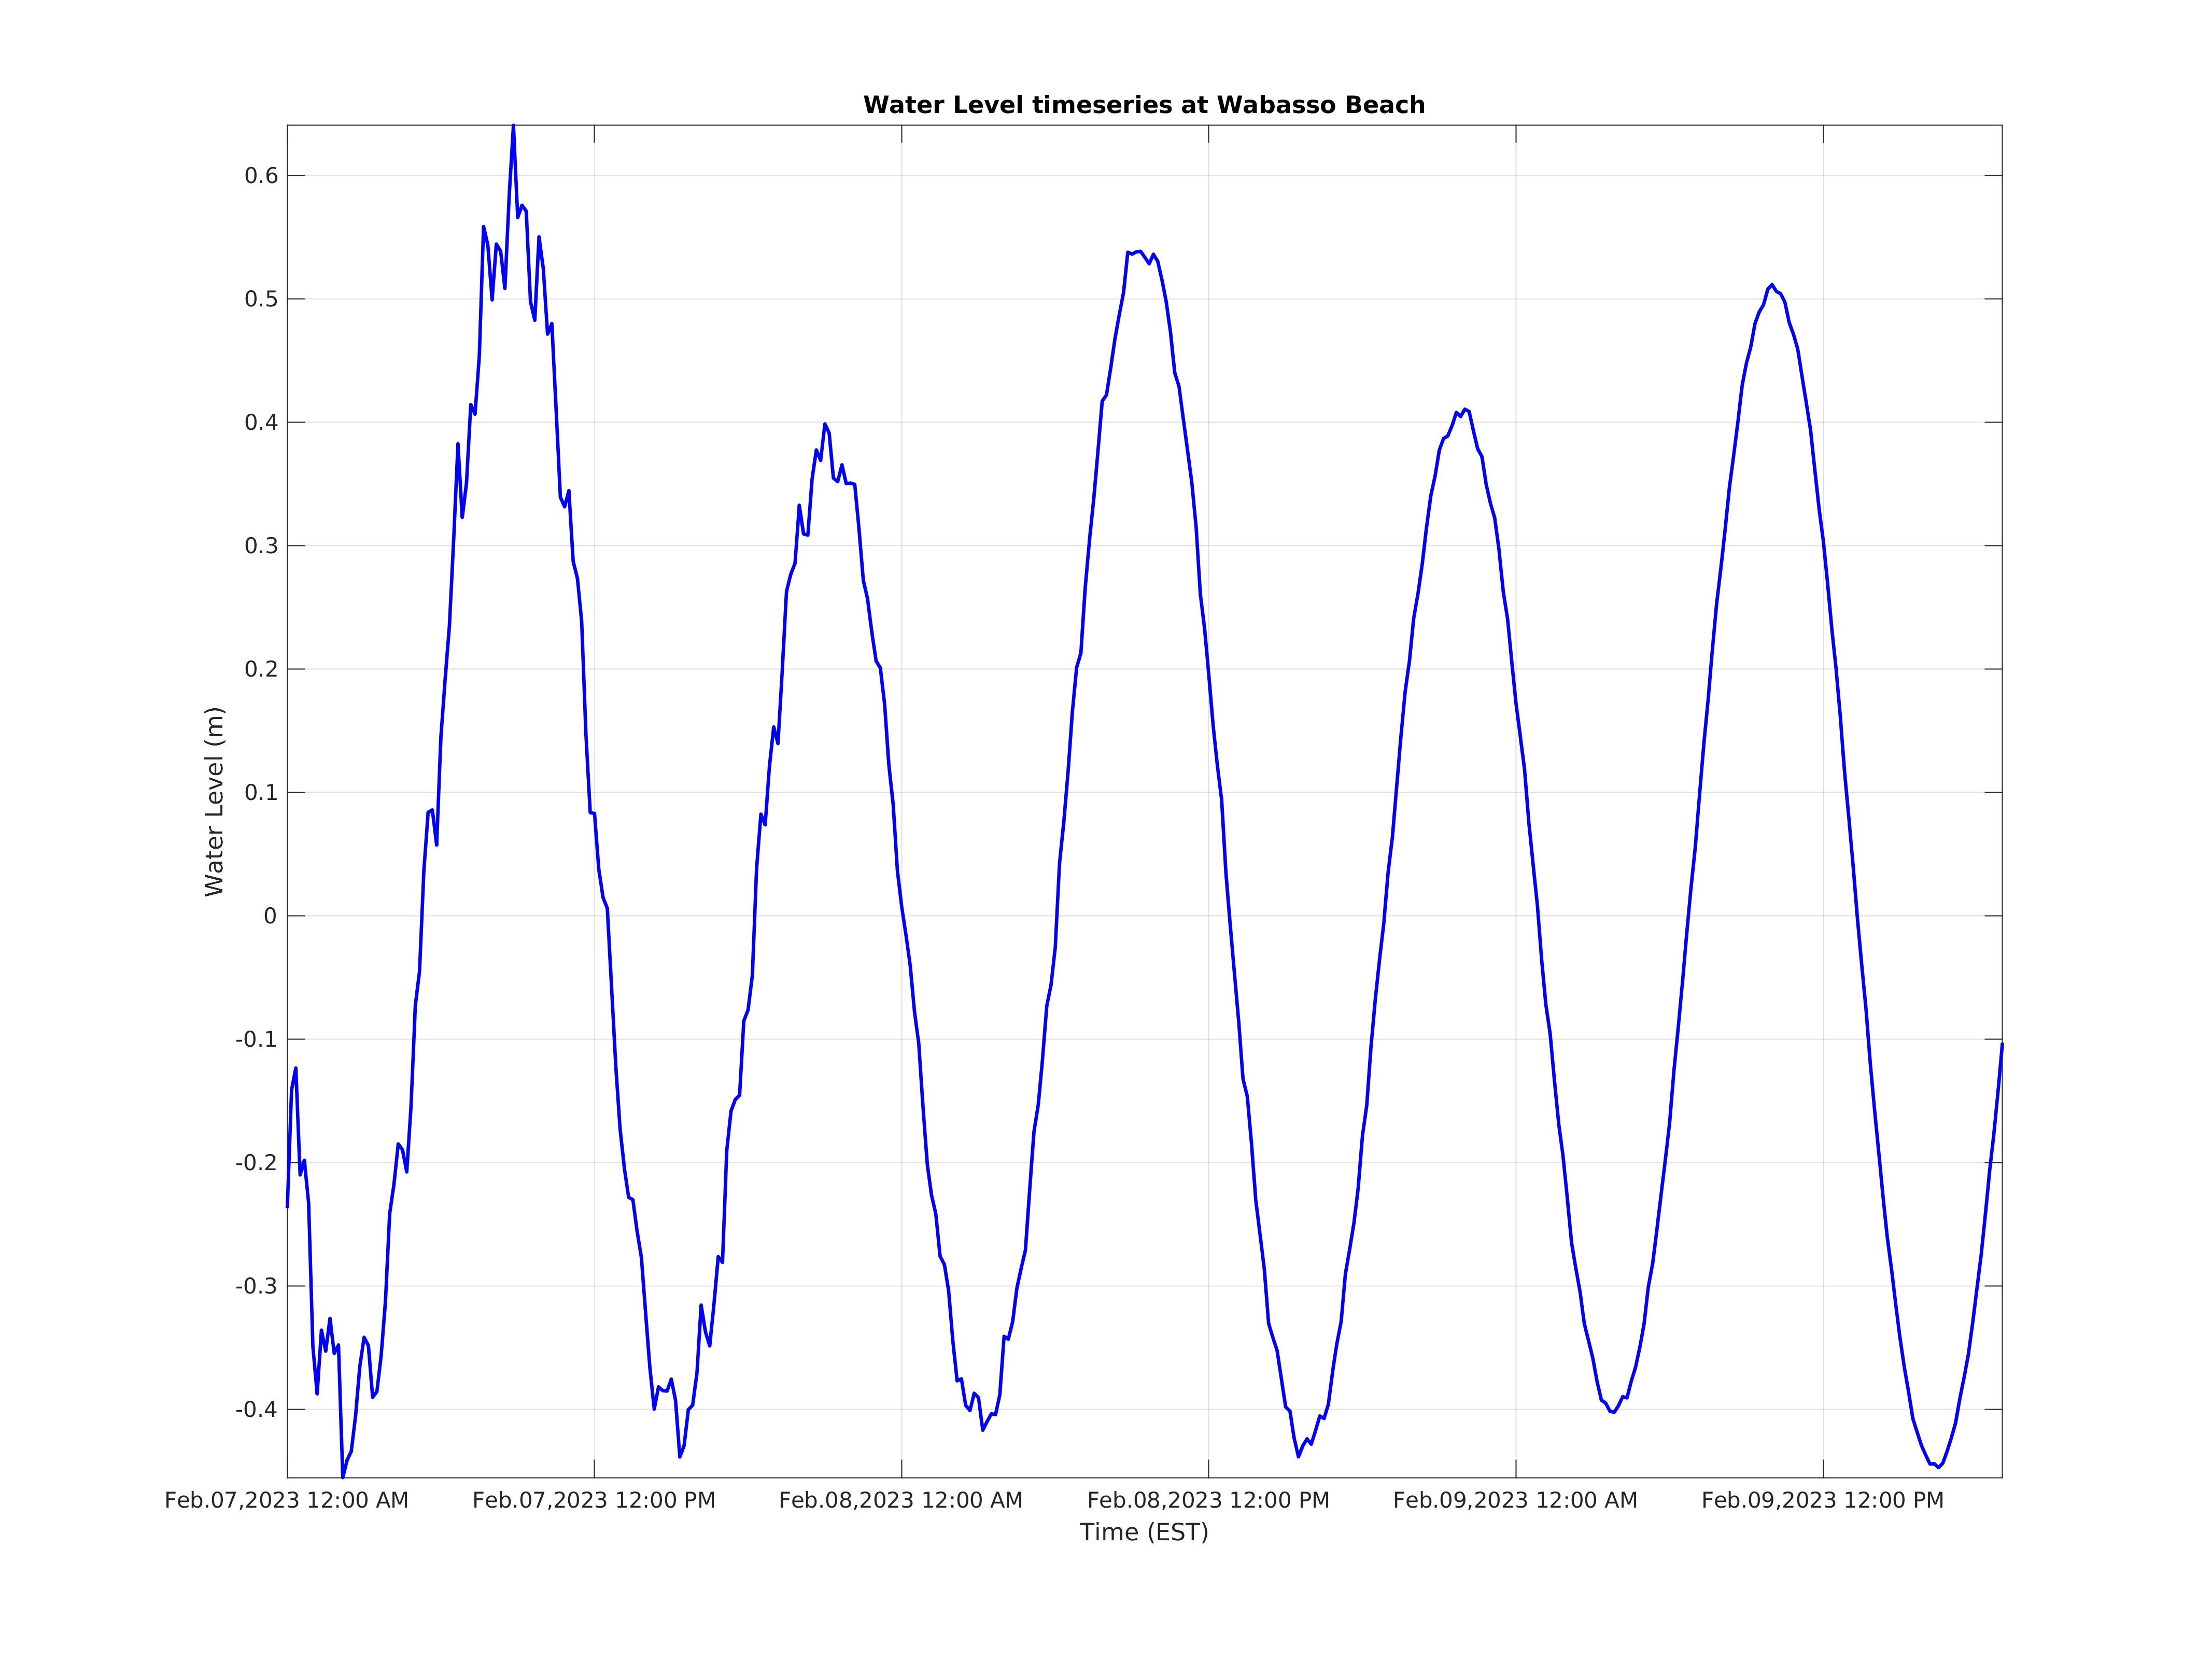 Water Level timeseries at Wabasso Beach
0.6
0.5
0.4
0.3
0.2
0.1
0
-0.1
-0.2
-0.3
-0.4
Water Level (m)
Feb.07,2023 12:00 AM Feb.07,2023 12:00 PM Feb.08,2023 12:00 AM Feb.08,2023 12:00 PM Feb.09,2023 12:00 AM Feb.09,2023 12:00 PM
Time (EST)